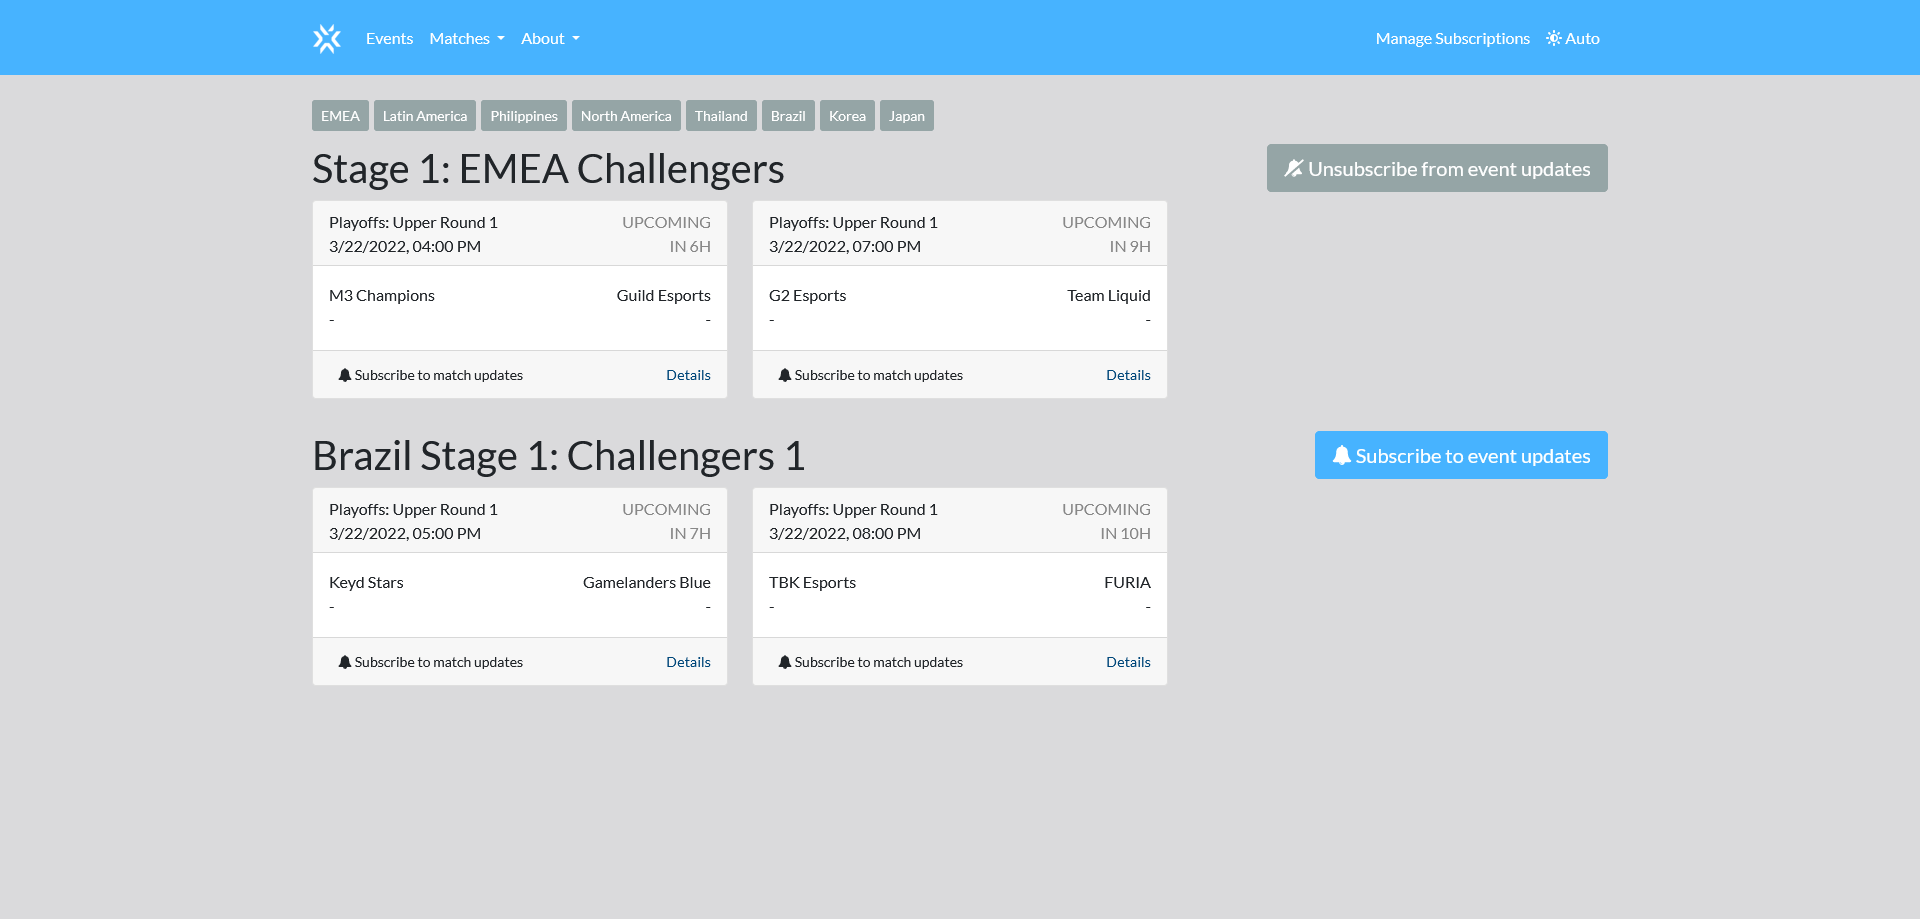 Events Matches About Manage Subscriptions Auto
EMEA Latin America Philippines North America Thailand Brazil Korea Japan
Stage 1: EMEA Challengers
Unsubscribe from event updates
Playoffs: Upper Round 1 UPCOMING
3/22/2022, 04:00 PM IN 6H
M3 Champions Guild Esports
- -
Subscribe to match updates Details
Playoffs: Upper Round 1 UPCOMING
3/22/2022, 07:00 PM IN 9H
G2 Esports Team Liquid
- -
Subscribe to match updates Details
Brazil Stage 1: Challengers 1
Subscribe to event updates
Playoffs: Upper Round 1 UPCOMING
3/22/2022, 05:00 PM IN 7H
Keyd Stars Gamelanders Blue
- -
Subscribe to match updates Details
Playoffs: Upper Round 1 UPCOMING
3/22/2022, 08:00 PM IN 10H
TBK Esports FURIA
- -
Subscribe to match updates Details